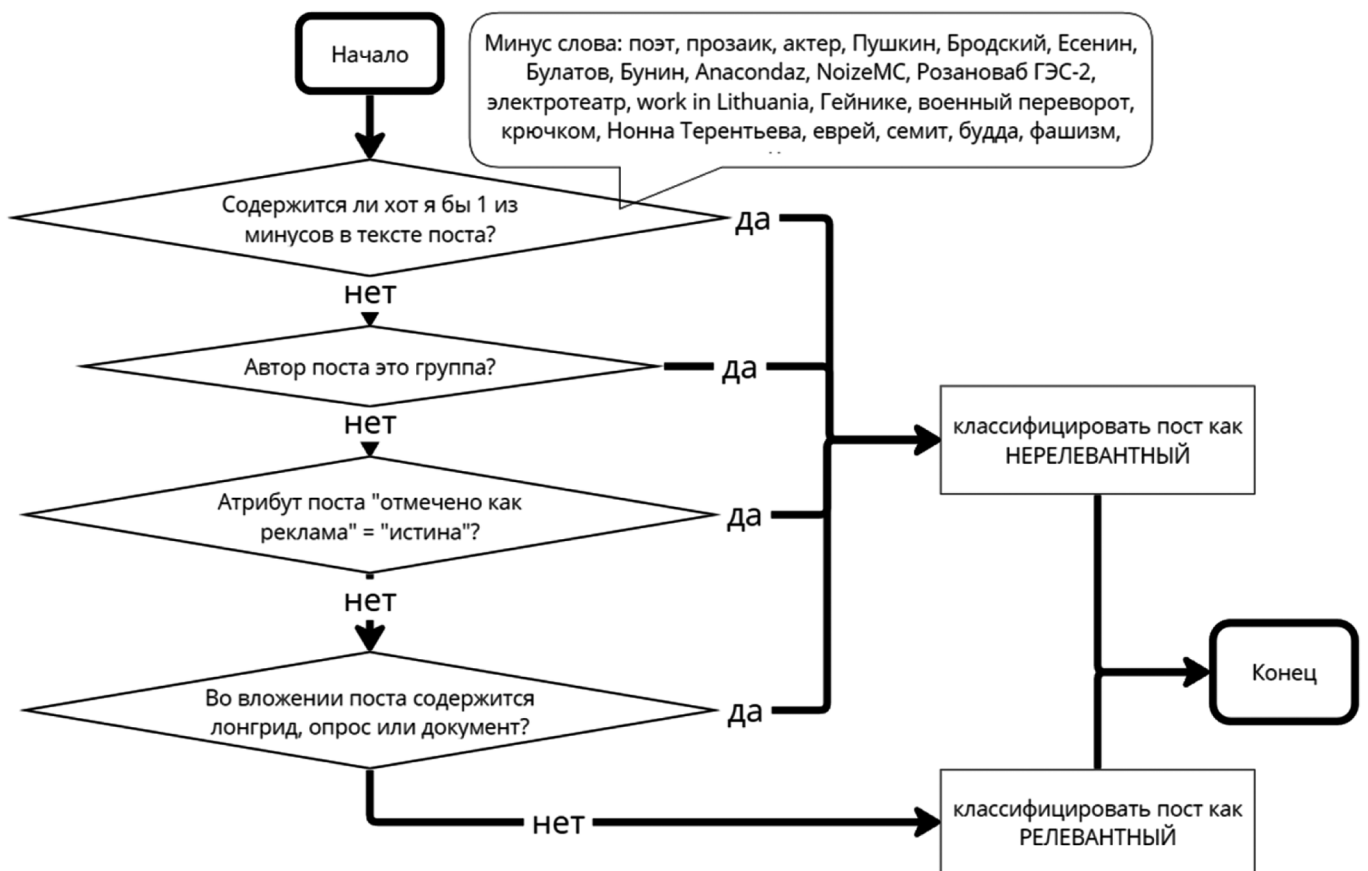 Начало
Минус слова: поэт, прозаик, актер, Пушкин, Бродский, Есенин,
Булатов, Бунин, Anacondaz, NoizeMC, Розановаб ГЭС-2,
электротеатр, work in Lithuania, Гейнике, военный переворот,
крючком, Нонна Терентьева, еврей, семит, будда, фашизм,
Содержится ли хот я бы 1 из
минусов в тексте поста?
да
нет
Автор поста это группа?
да
нет
классифицировать пост как
НЕРЕЛЕВАНТНЫЙ
Атрибут поста "отмечено как
реклама" = "истина"?
да
нет
Во вложении поста содержится
лонгрид, опрос или документ?
да
Конец
нет
классифицировать пост как
РЕЛЕВАНТНЫЙ